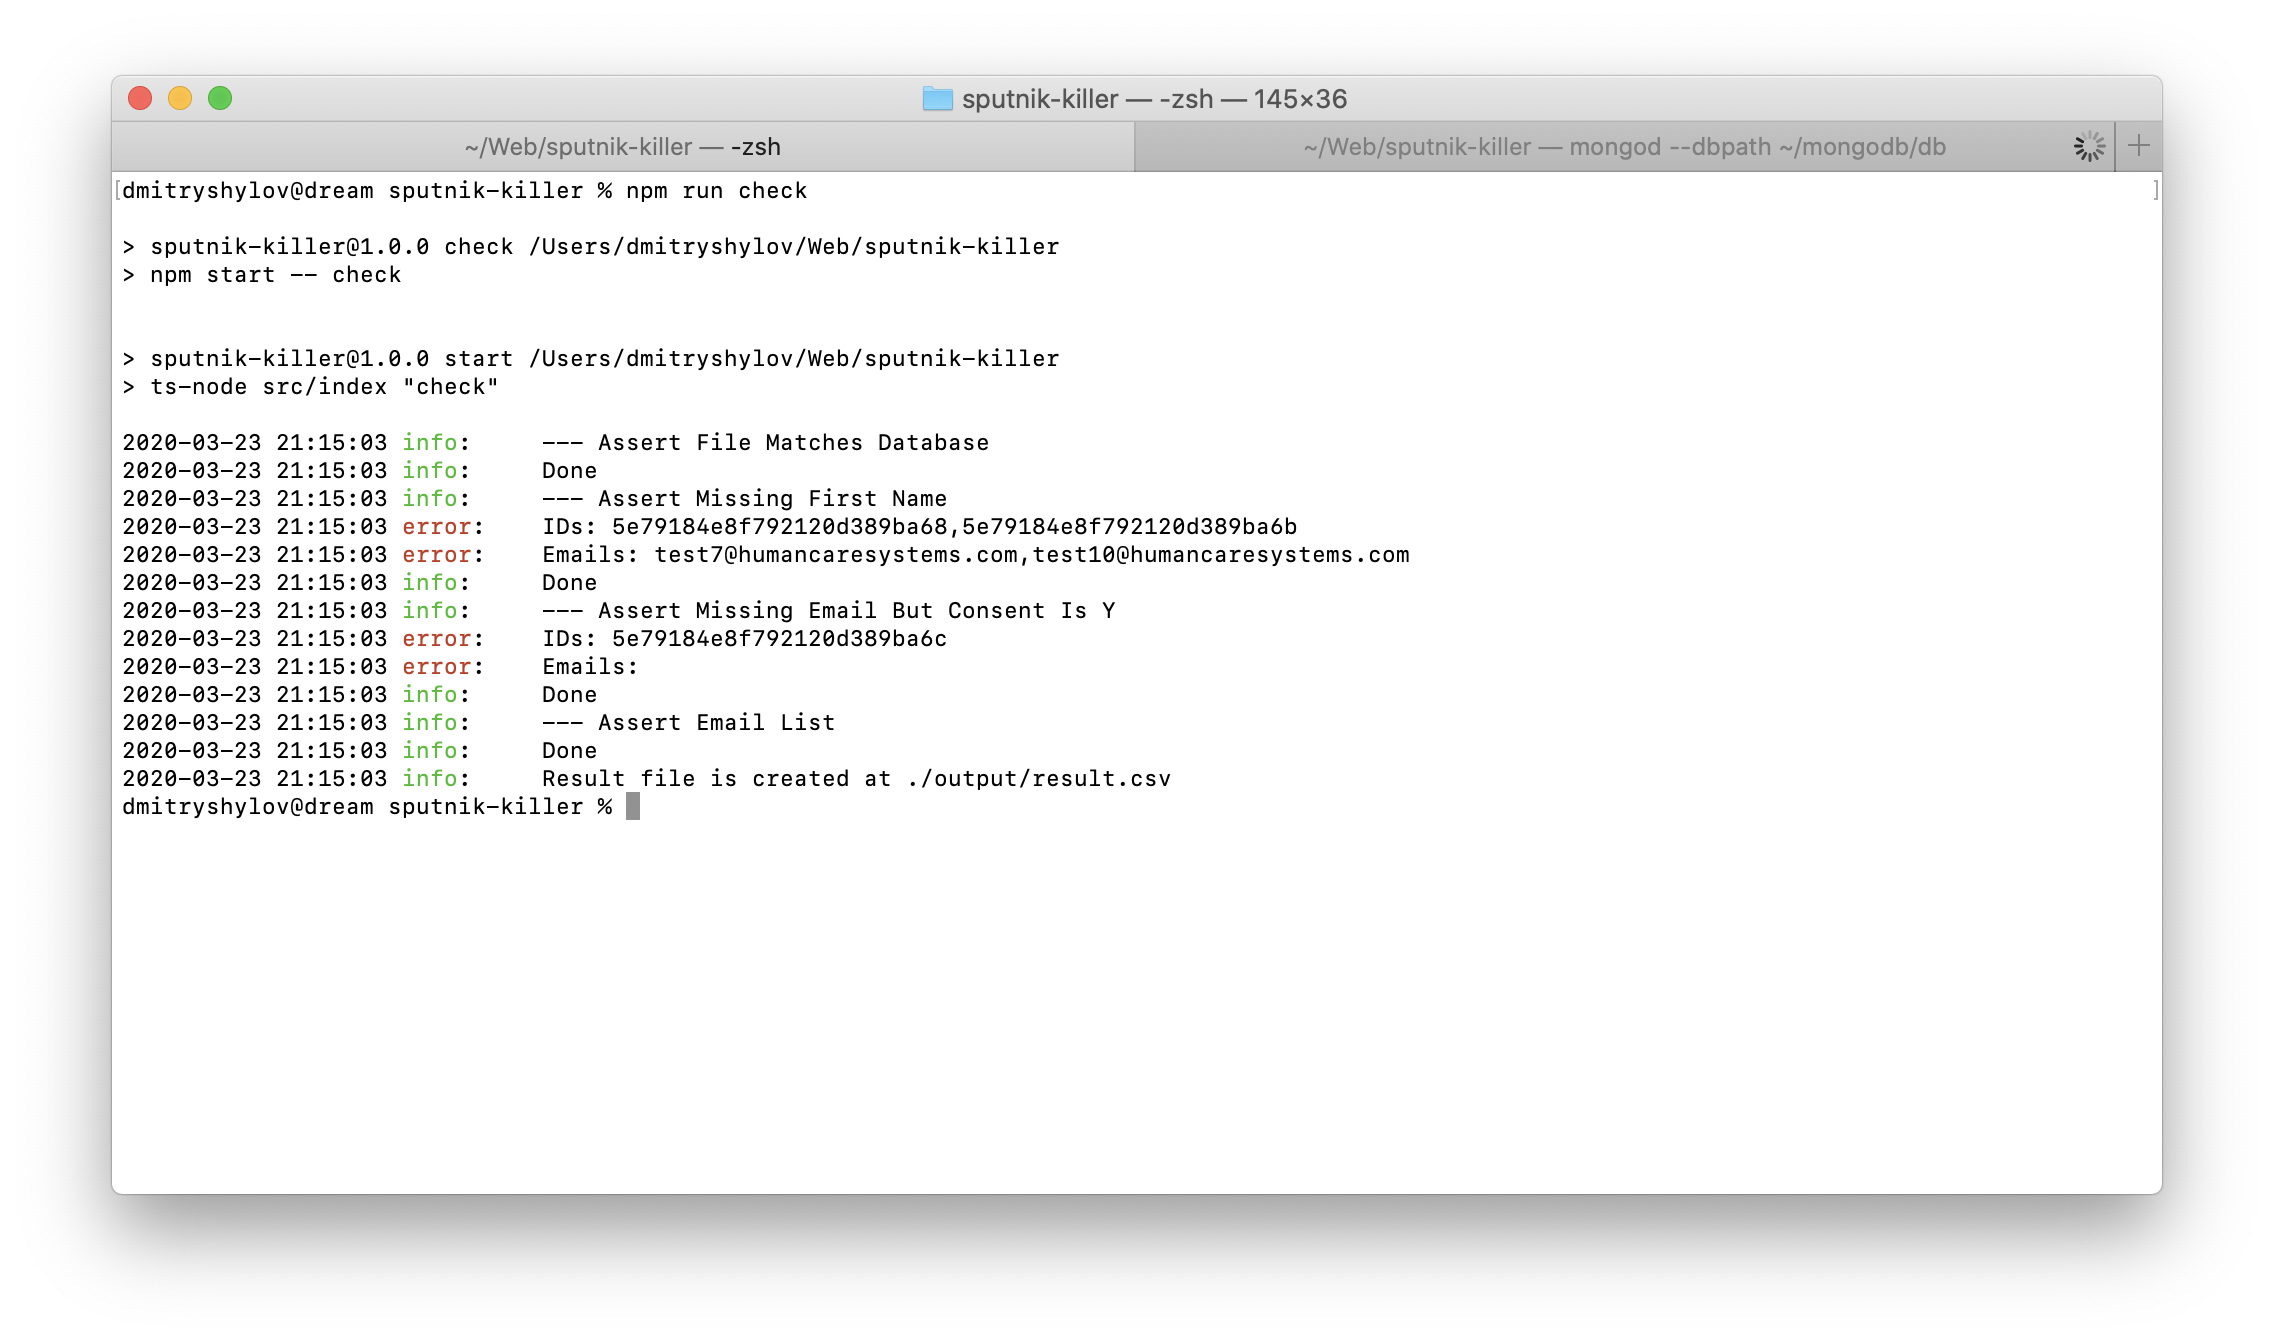 sputnik-killer — -zsh — 145×36
~/Web/sputnik-killer — -zsh
~/Web/sputnik-killer — mongod --dbpath ~/mongodb/db
[dmitryshylov@dream sputnik-killer % npm run check ]
> sputnik-killer@1.0.0 check /Users/dmitryshylov/Web/sputnik-killer
> npm start -- check
> sputnik-killer@1.0.0 start /Users/dmitryshylov/Web/sputnik-killer
> ts-node src/index "check"
2020-03-23 21:15:03 info: --- Assert File Matches Database
2020-03-23 21:15:03 info: Done
2020-03-23 21:15:03 info: --- Assert Missing First Name
2020-03-23 21:15:03 error: IDs: 5e79184e8f792120d389ba68,5e79184e8f792120d389ba6b
2020-03-23 21:15:03 error: Emails: test7@humancaresystems.com,test10@humancaresystems.com
2020-03-23 21:15:03 info: Done
2020-03-23 21:15:03 info: --- Assert Missing Email But Consent Is Y
2020-03-23 21:15:03 error: IDs: 5e79184e8f792120d389ba6c
2020-03-23 21:15:03 error: Emails:
2020-03-23 21:15:03 info: Done
2020-03-23 21:15:03 info: --- Assert Email List
2020-03-23 21:15:03 info: Done
2020-03-23 21:15:03 info: Result file is created at ./output/result.csv
dmitryshylov@dream sputnik-killer %